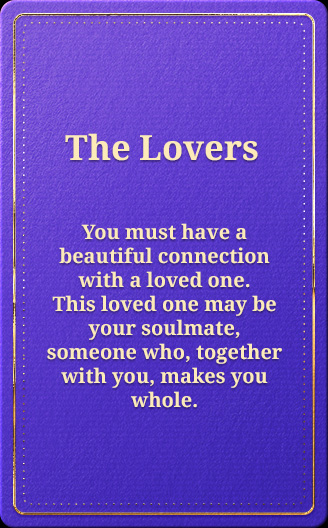 The Lovers
You must have a
beautiful connection
with a loved one.
This loved one may be
your soulmate,
someone who, together
with you, makes you
whole.